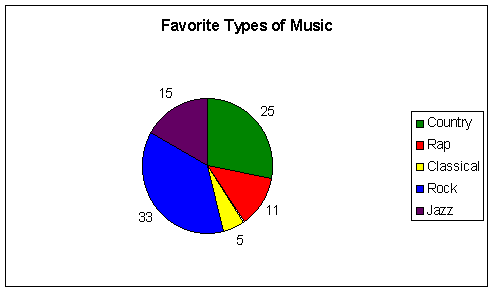 Favorite Types of Music
15
25
33
11
5
Country
Rap
Classical
Rock
Jazz